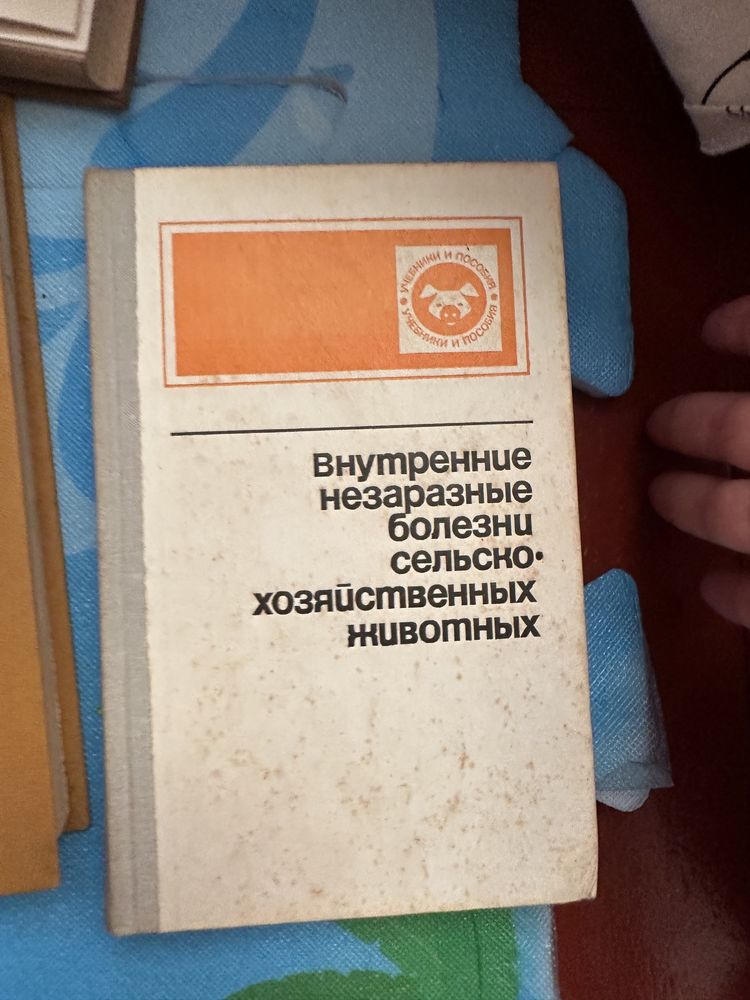 УЧЕБНИКИ И ПОСОБИЯ
УЧЕБНИКИ И ПОСОБИЯ
Внутренние
незаразные
болезни
сельско-
хозяйственных
животных